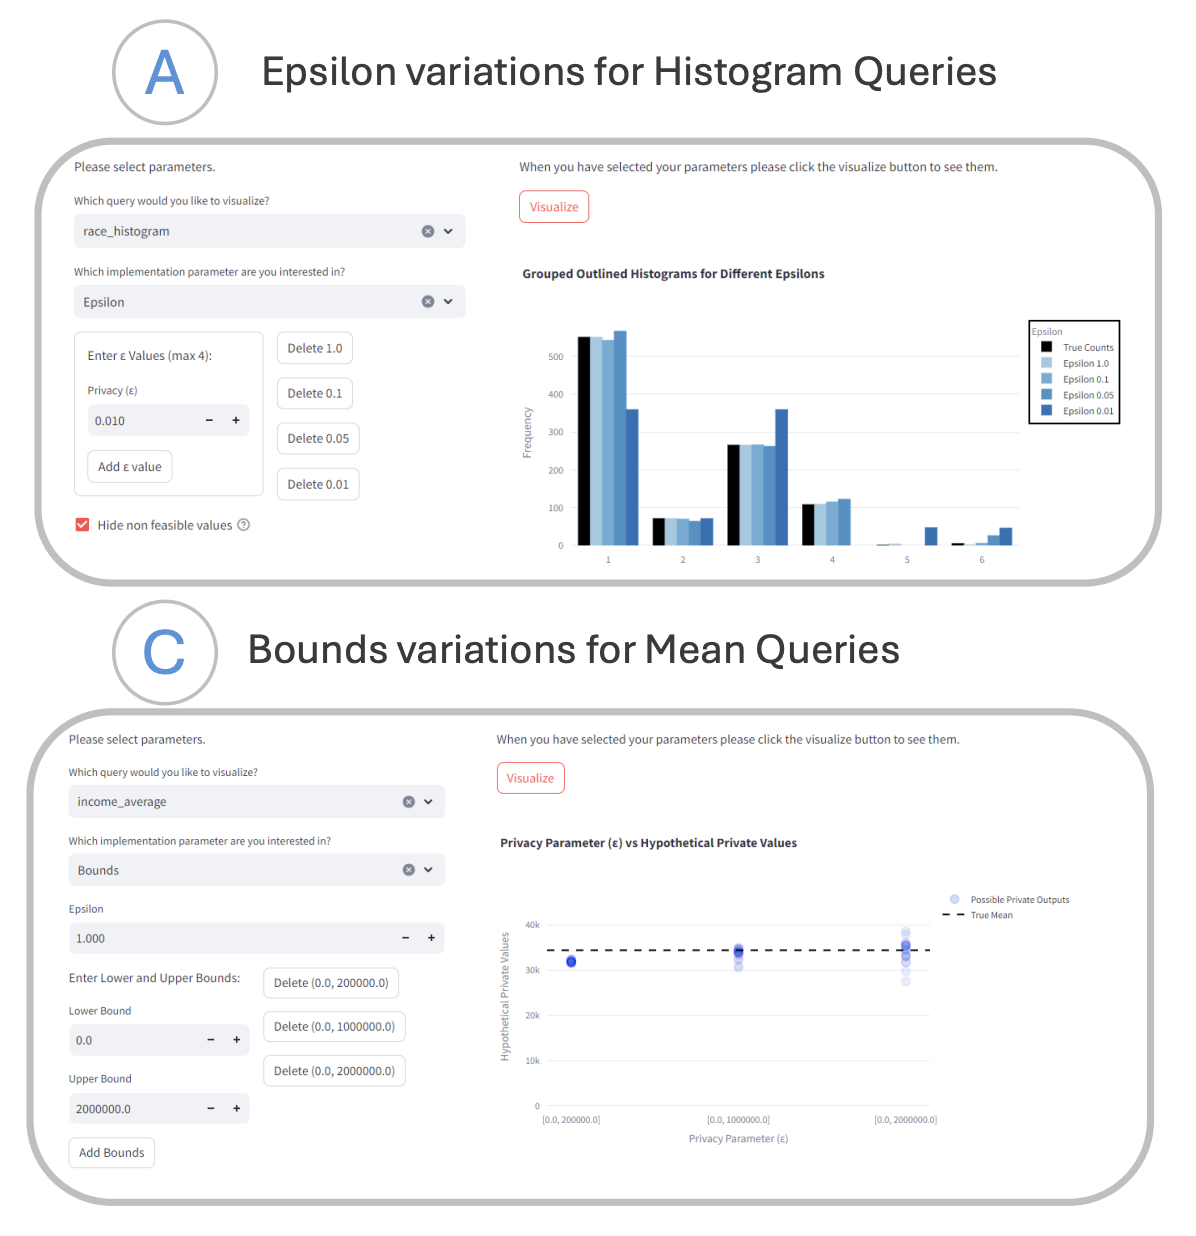 A
Epsilon variations for Histogram Queries
Please select parameters.
Which query would you like to visualize?
race_histogram
Which implementation parameter are you interested in?
Epsilon
Enter ε Values (max 4):
Privacy (ε)
0.010
− +
Add ε value
Delete 1.0
Delete 0.1
Delete 0.05
Delete 0.01
Hide non feasible values
?
When you have selected your parameters please click the visualize button to see them.
Visualize
Grouped Outlined Histograms for Different Epsilons
Frequency
500
400
300
200
100
0
1 2 3 4 5 6
Epsilon
True Counts
Epsilon 1.0
Epsilon 0.1
Epsilon 0.05
Epsilon 0.01
C
Bounds variations for Mean Queries
Please select parameters.
Which query would you like to visualize?
income_average
Which implementation parameter are you interested in?
Bounds
Epsilon
1.000 − +
Enter Lower and Upper Bounds:
Lower Bound
0.0 − +
Upper Bound
2000000.0 − +
Add Bounds
Delete (0.0, 200000.0)
Delete (0.0, 1000000.0)
Delete (0.0, 2000000.0)
When you have selected your parameters please click the visualize button to see them.
Visualize
Privacy Parameter (ε) vs Hypothetical Private Values
Possible Private Outputs
True Mean
Hypothetical Private Values
40k
30k
20k
10k
0
[0.0, 200000.0] [0.0, 1000000.0] [0.0, 2000000.0]
Privacy Parameter (ε)